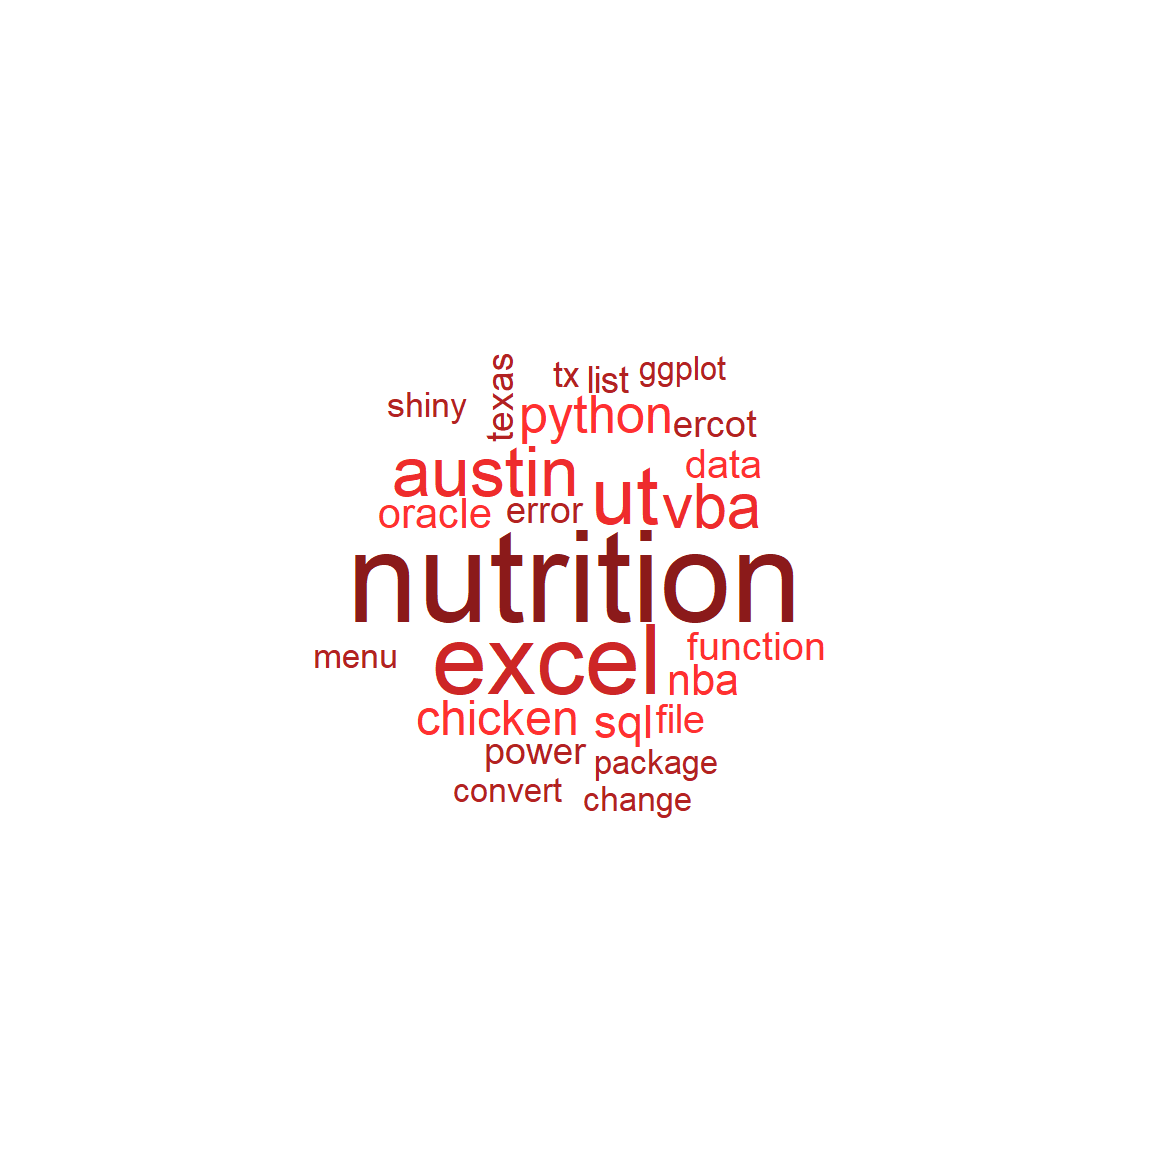 texas
tx
list
ggplot
shiny
python
ercot
austin
ut
data
vba
oracle
error
nutrition
excel
function
menu
nba
chicken
sql
file
power
package
convert
change